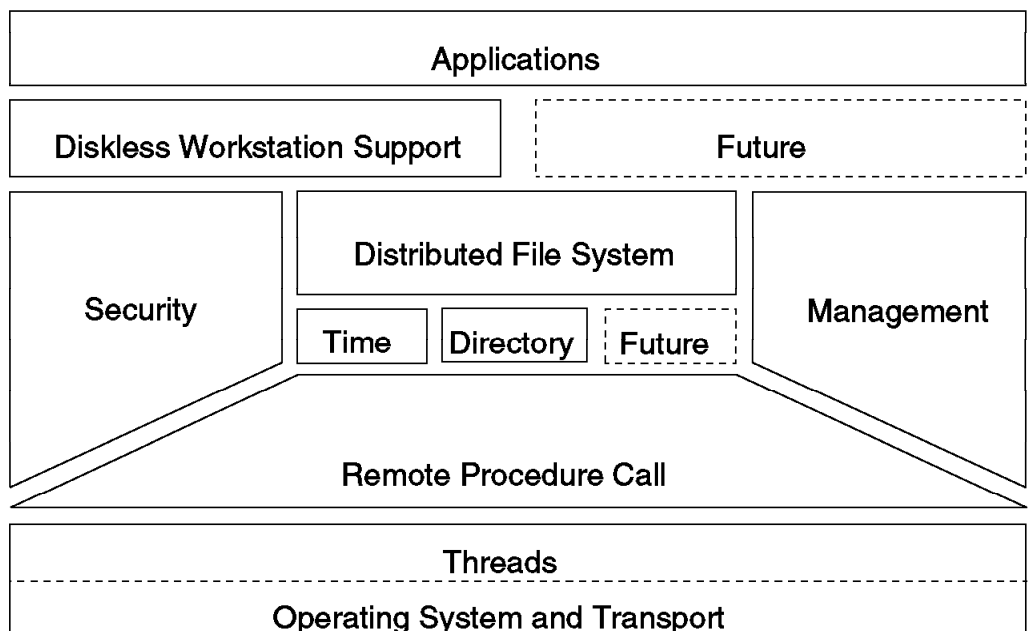 Applications
Diskless Workstation Support
Future
Distributed File System
Security
Management
Time
Directory
Future
Remote Procedure Call
Threads
Operating System and Transport